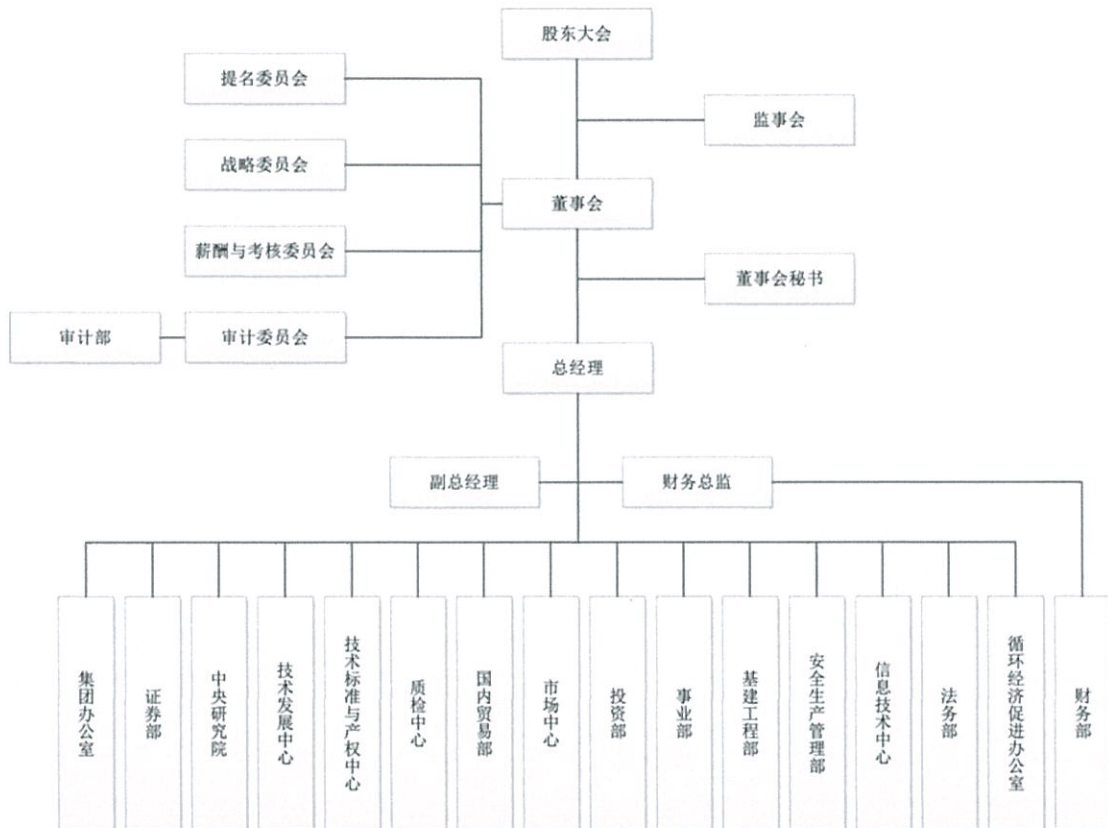 股东大会
提名委员会
监事会
战略委员会
董事会
薪酬与考核委员会
董事会秘书
审计部
审计委员会
总经理
副总经理
财务总监
集团办公室
证券部
中央研究院
技术发展中心
技术标准与产权中心
质检中心
国内贸易部
市场中心
投资部
事业部
基建工程部
安全生产管理部
信息技术中心
法务部
循环经济促进办公室
财务部